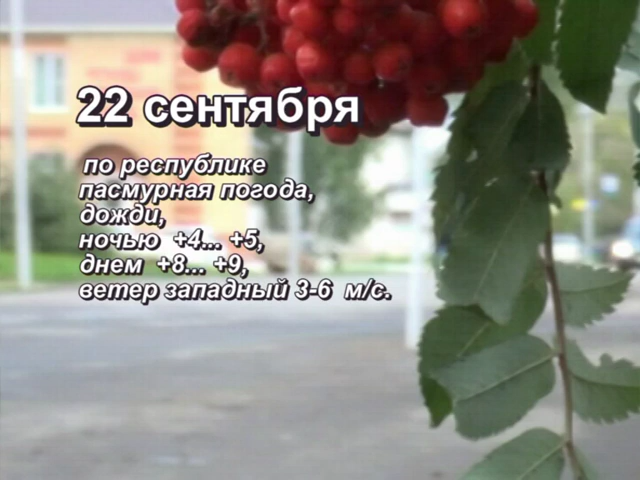 22 сентября
по республике
пасмурная погода,
дожди,
ночью +4... +5,
днем +8... +9,
ветер западный 3-6 м/с.